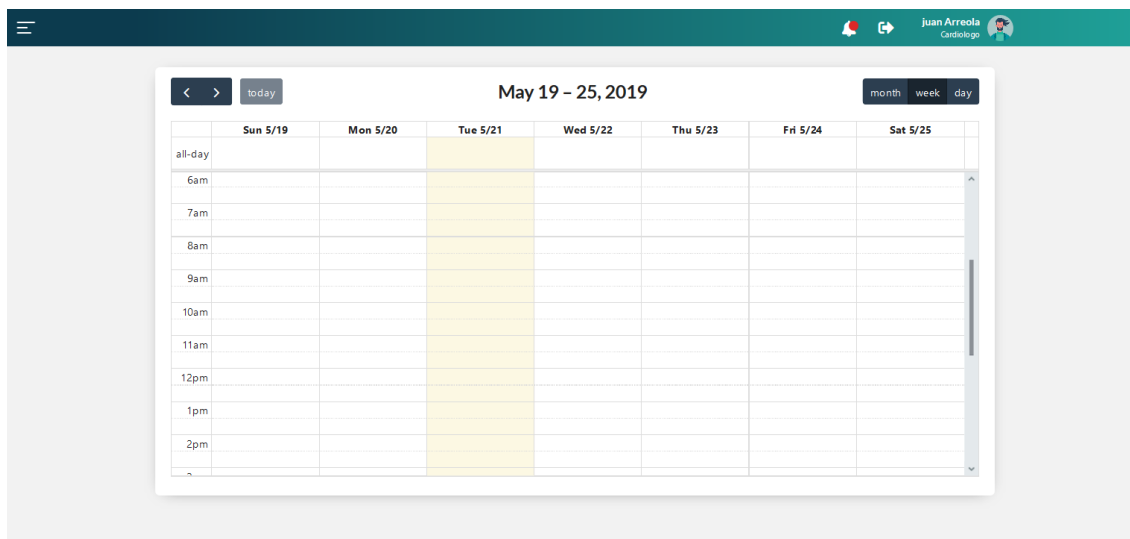 juan Arreola
Cardiologo
today
May 19 – 25, 2019
month week day
Sun 5/19 Mon 5/20 Tue 5/21 Wed 5/22 Thu 5/23 Fri 5/24 Sat 5/25
all-day
6am
7am
8am
9am
10am
11am
12pm
1pm
2pm